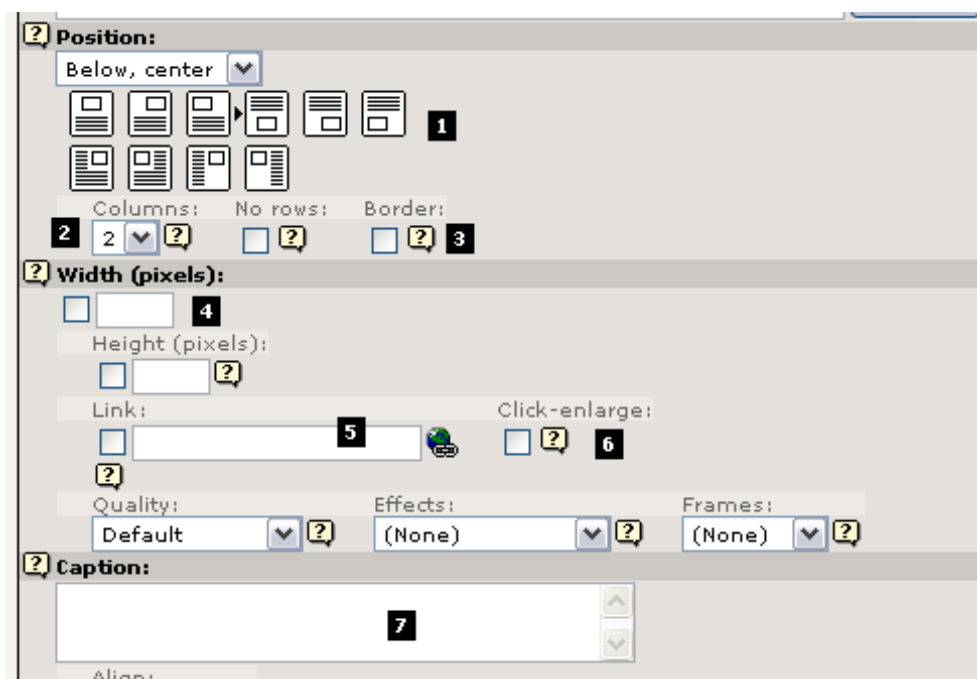 Position:
Below, center
1
Columns: No rows: Border:
2 2 ? ? 3
? Width (pixels):
4
Height (pixels):
?
Link: Click-enlarge:
5 ? 6
?
Quality: Effects: Frames:
Default ? (None) ? (None) ?
? Caption:
7
Align: